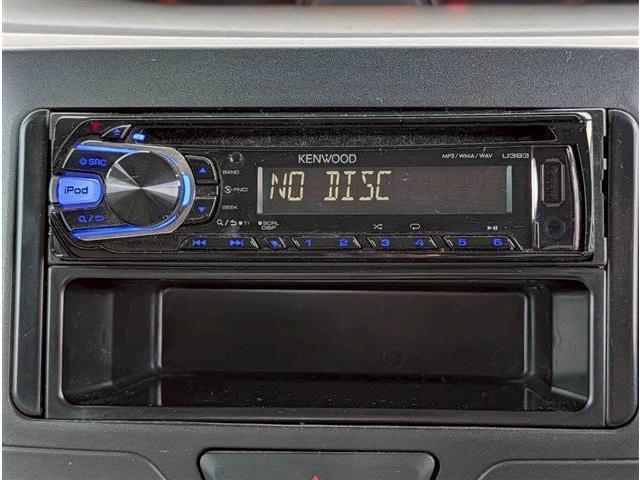 KENWOOD
MP3 / WMA / WAV U393
SRC
iPod
BAND
FNC
SEEK
TI
SCRL
DISP
NO DISC
1 2 3 4 5 6